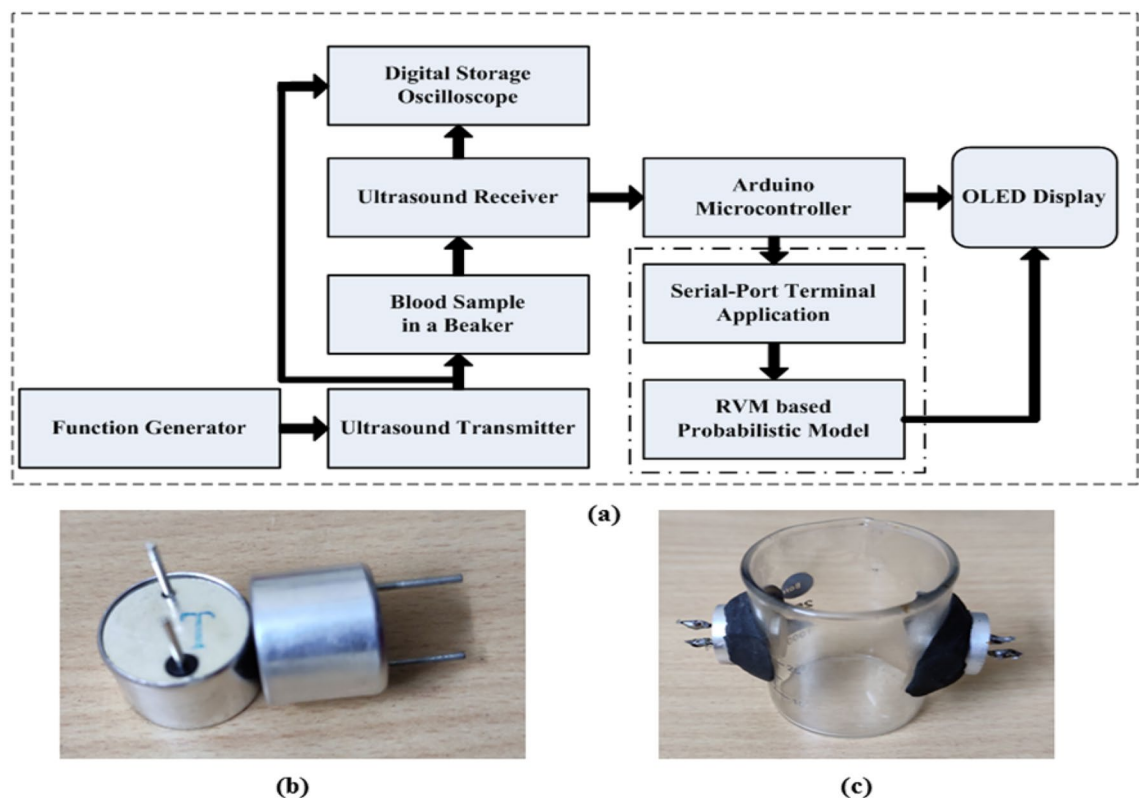 Digital Storage
Oscilloscope
Ultrasound Receiver
Arduino
Microcontroller
OLED Display
Blood Sample
in a Beaker
Serial-Port Terminal
Application
Function Generator
Ultrasound Transmitter
RVM based
Probabilistic Model
(a)
T
(b)
(c)